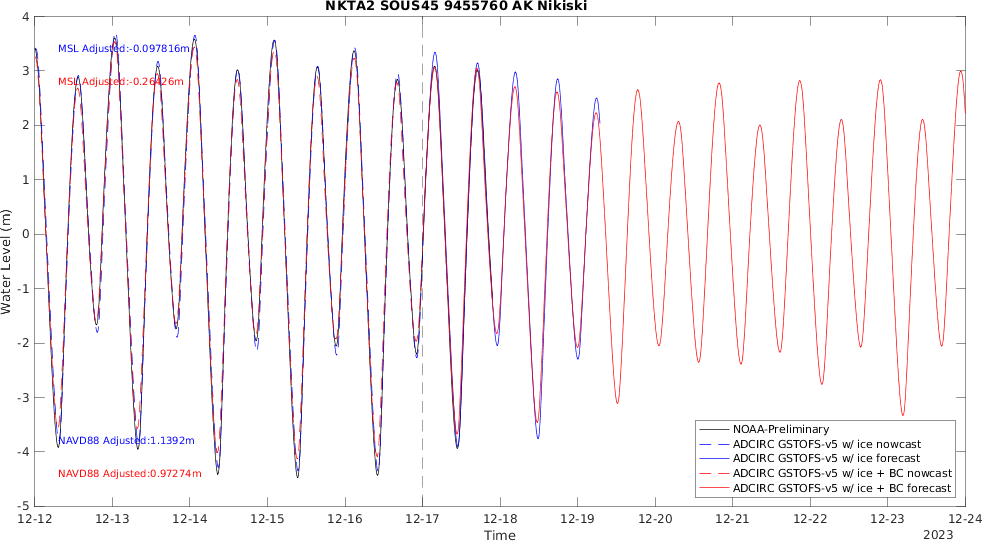 NKTA2 SOUS45 9455760 AK Nikiski
4
3
2
1
0
-1
-2
-3
-4
-5
Water Level (m)
MSL Adjusted:-0.097816m
MSL Adjusted:-0.26426m
NAVD88 Adjusted:1.1392m
NAVD88 Adjusted:0.97274m
NOAA-Preliminary
ADCIRC GSTOFS-v5 w/ ice nowcast
ADCIRC GSTOFS-v5 w/ ice forecast
ADCIRC GSTOFS-v5 w/ ice + BC nowcast
ADCIRC GSTOFS-v5 w/ ice + BC forecast
12-12 12-13 12-14 12-15 12-16 12-17 12-18 12-19 12-20 12-21 12-22 12-23 12-24
Time 2023